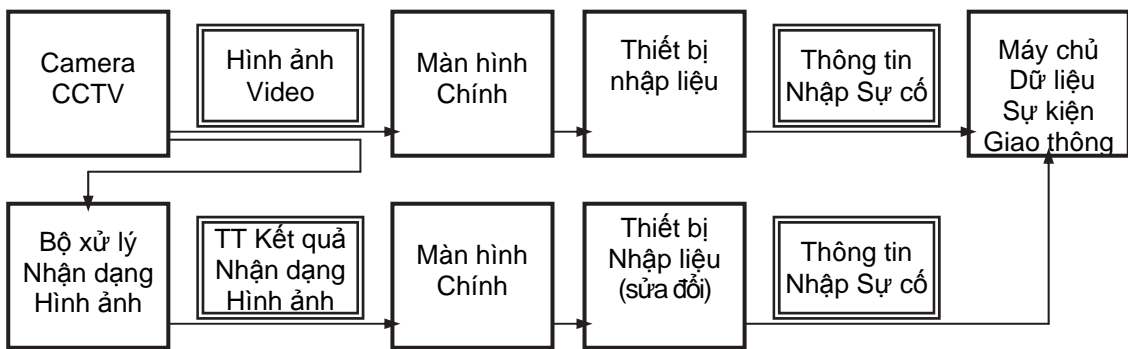 Camera
CCTV
Hình ảnh
Video
Màn hình
Chính
Thiết bị
nhập liệu
Thông tin
Nhập Sự cố
Máy chủ
Dữ liệu
Sự kiện
Giao thông
Bộ xử lý
Nhận dạng
Hình ảnh
TT Kết quả
Nhận dạng
Hình ảnh
Màn hình
Chính
Thiết bị
Nhập liệu
(sửa đổi)
Thông tin
Nhập Sự cố